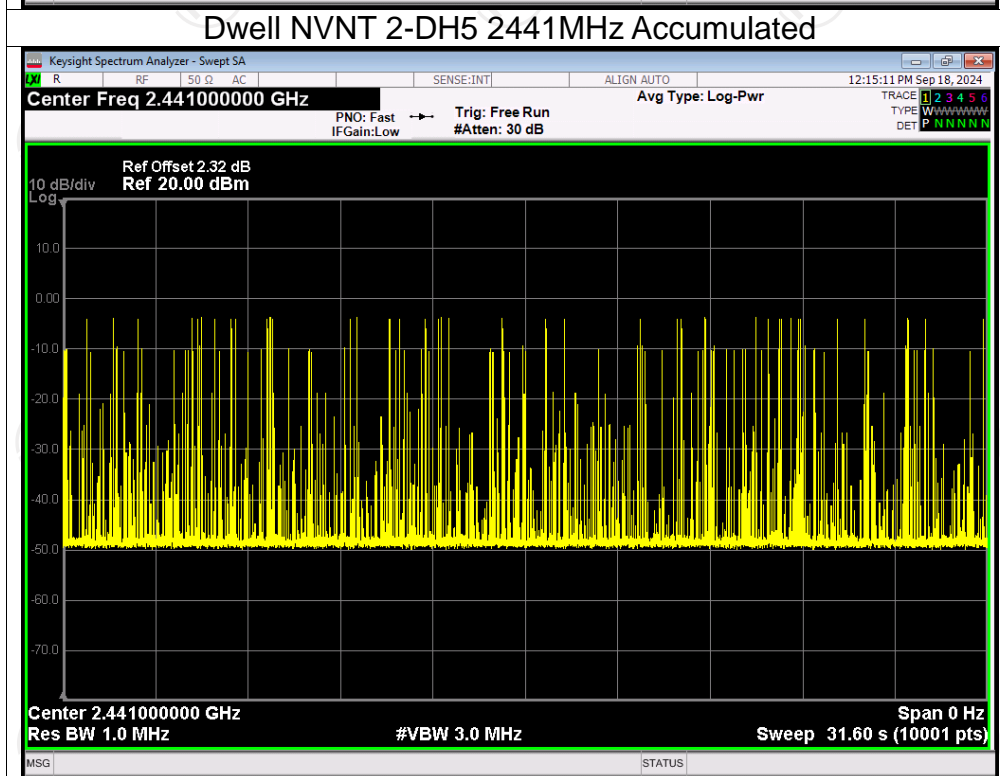 Dwell NVNT 2-DH5 2441MHz Accumulated
Keysight Spectrum Analyzer - Swept SA
LXI R RF 50 Ω AC SENSE:INT ALIGN AUTO 12:15:11 PM Sep 18, 2024
Center Freq 2.441000000 GHz Avg Type: Log-Pwr TRACE 1 2 3 4 5 6
PNO: Fast Trig: Free Run TYPE WWWWWW
IFGain:Low #Atten: 30 dB DET P N N N N N
Ref Offset 2.32 dB
10 dB/div Ref 20.00 dBm
Log
10.0
0.00
-10.0
-20.0
-30.0
-40.0
-50.0
-60.0
-70.0
Center 2.441000000 GHz Span 0 Hz
Res BW 1.0 MHz #VBW 3.0 MHz Sweep 31.60 s (10001 pts)
MSG STATUS